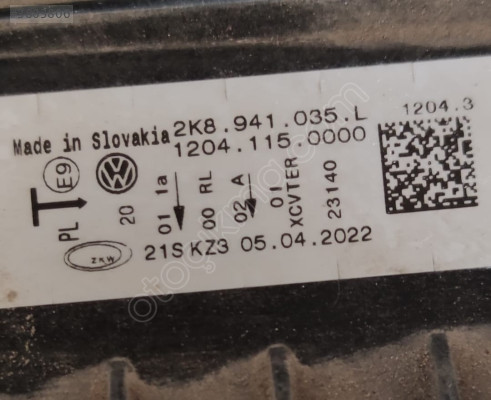 Made in Slovakia
2K8.941.035.L
1204.115.0000
1204.3
E9
PL
20
01 1a
00 RL
02 A
01
XCVTER
23140
ZKW
21S KZ3 05.04.2022